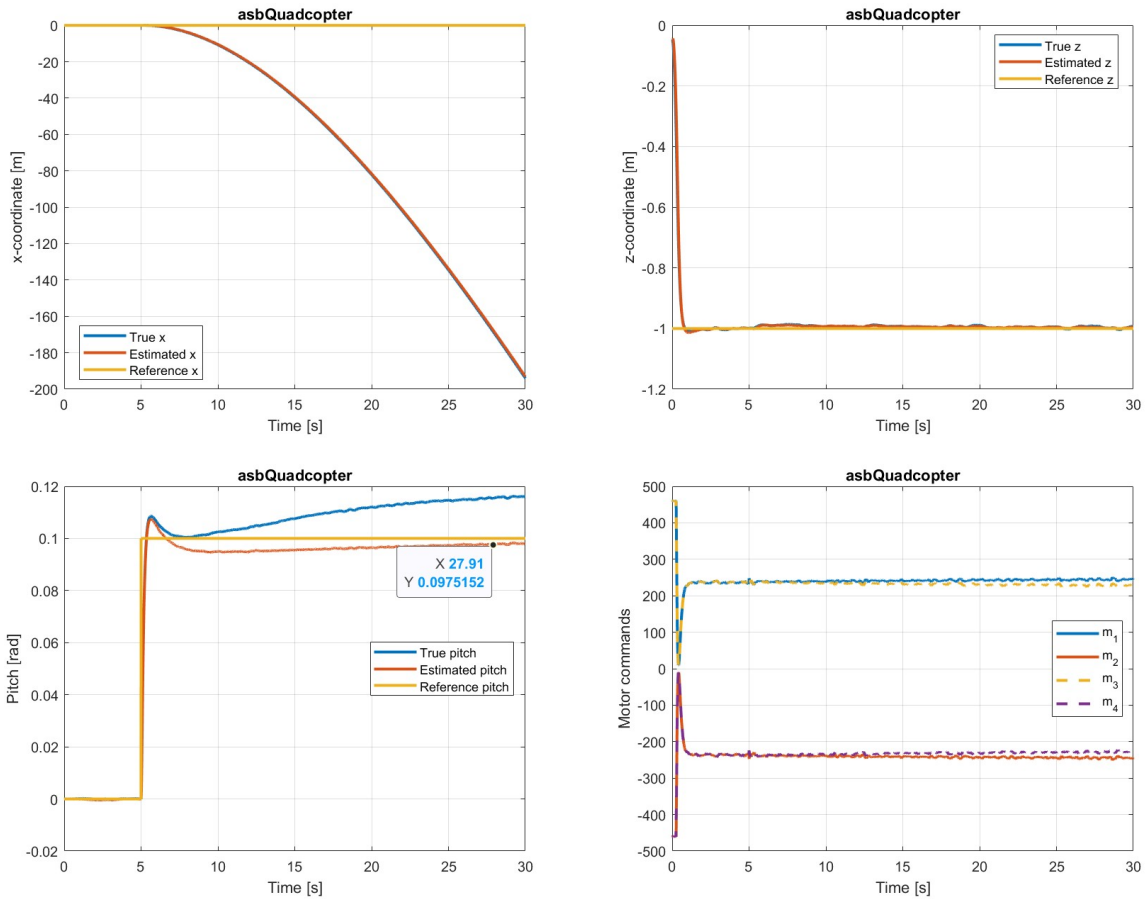 asbQuadcopter
0
-20
-40
-60
-80
-100
-120
-140
-160
-180
-200
x-coordinate [m]
True x
Estimated x
Reference x
0 5 10 15 20 25 30
Time [s]
asbQuadcopter
0
-0.2
-0.4
-0.6
-0.8
-1
-1.2
z-coordinate [m]
True z
Estimated z
Reference z
0 5 10 15 20 25 30
Time [s]
asbQuadcopter
0.12
0.1
0.08
0.06
0.04
0.02
0
-0.02
Pitch [rad]
X 27.91
Y 0.0975152
True pitch
Estimated pitch
Reference pitch
0 5 10 15 20 25 30
Time [s]
asbQuadcopter
500
400
300
200
100
0
-100
-200
-300
-400
-500
Motor commands
m1
m2
m3
m4
0 5 10 15 20 25 30
Time [s]